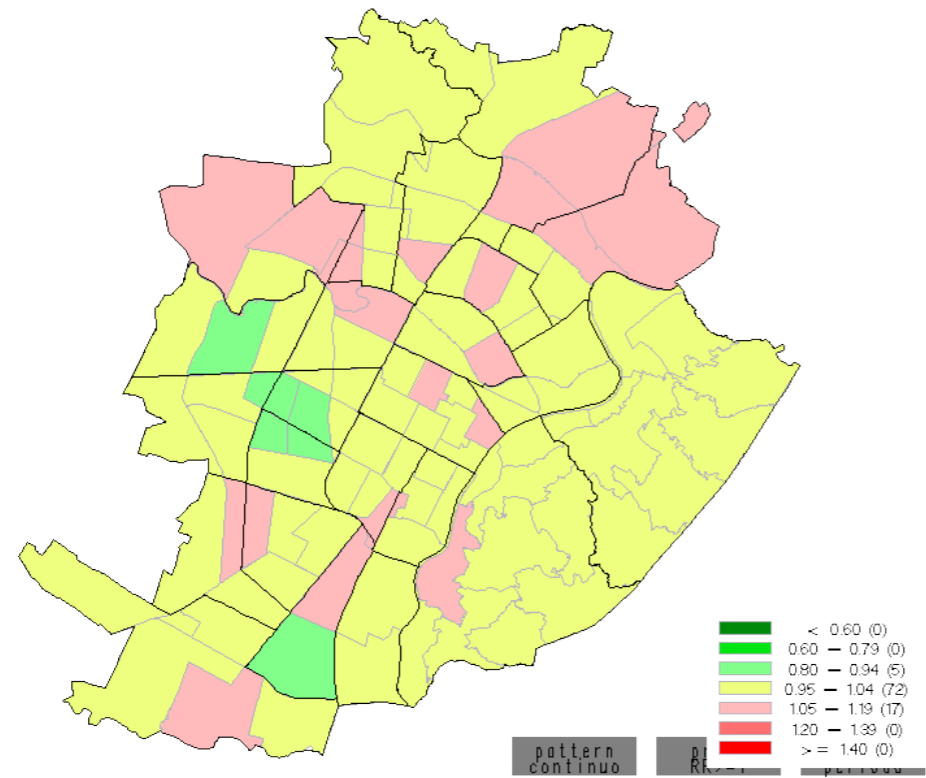 < 0.60 (0)
0.60 – 0.79 (0)
0.80 – 0.94 (5)
0.95 – 1.04 (72)
1.05 – 1.19 (17)
1.20 – 1.39 (0)
>= 1.40 (0)
pattern
continuo